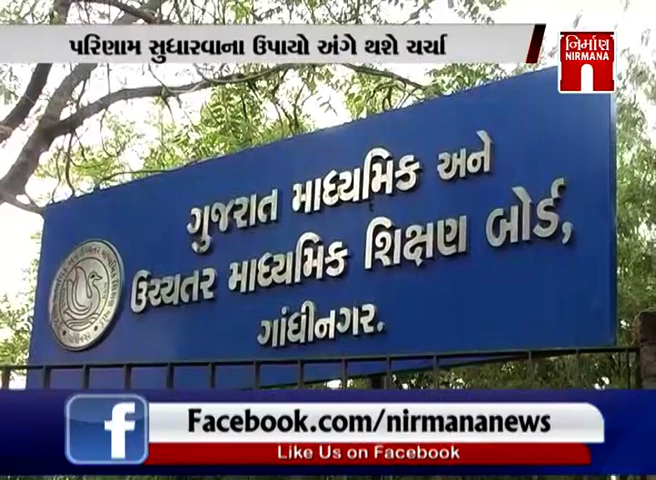 પરિણામ સુધારવાના ઉપાયો અંગે થશે ચર્ચા
નિર્માણ
NIRMANA
ગુજરાત માધ્યમિક અને
ઉચ્ચતર માધ્યમિક શિક્ષણ બોર્ડ,
ગાંધીનગર.
Facebook.com/nirmananews
Like Us on Facebook